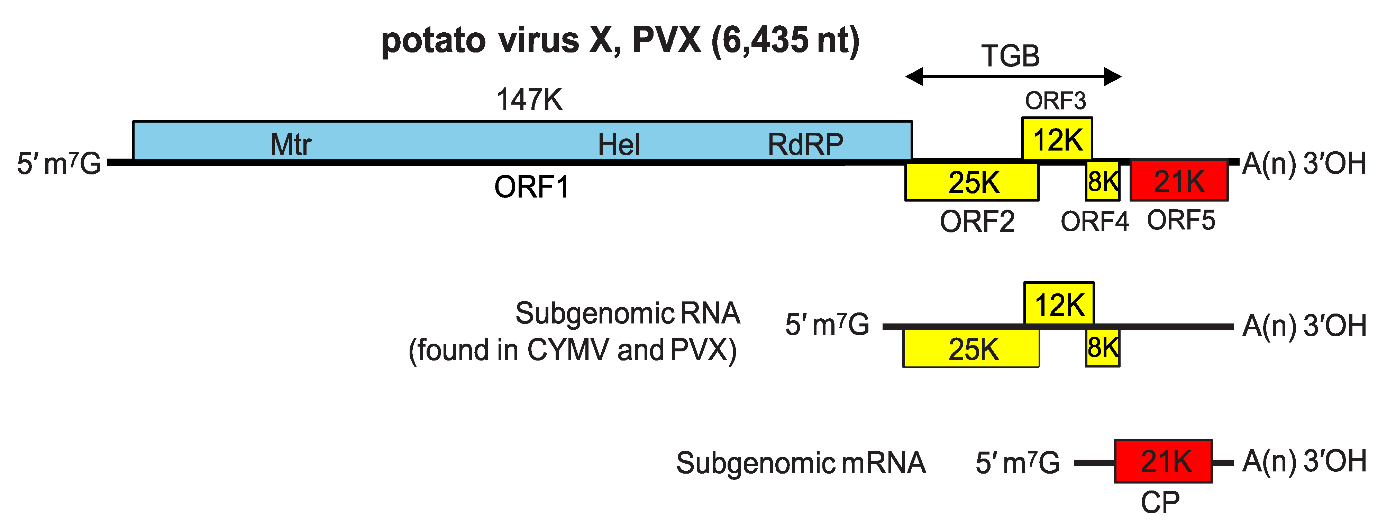 potato virus X, PVX (6,435 nt)
TGB
147K
ORF3
Mtr Hel RdRP
12K
5′ m⁷G
A(n) 3′OH
ORF1
25K
8K
21K
ORF2
ORF4
ORF5
Subgenomic RNA
(found in CYMV and PVX)
5′ m⁷G
12K
A(n) 3′OH
25K
8K
Subgenomic mRNA
5′ m⁷G
21K
A(n) 3′OH
CP